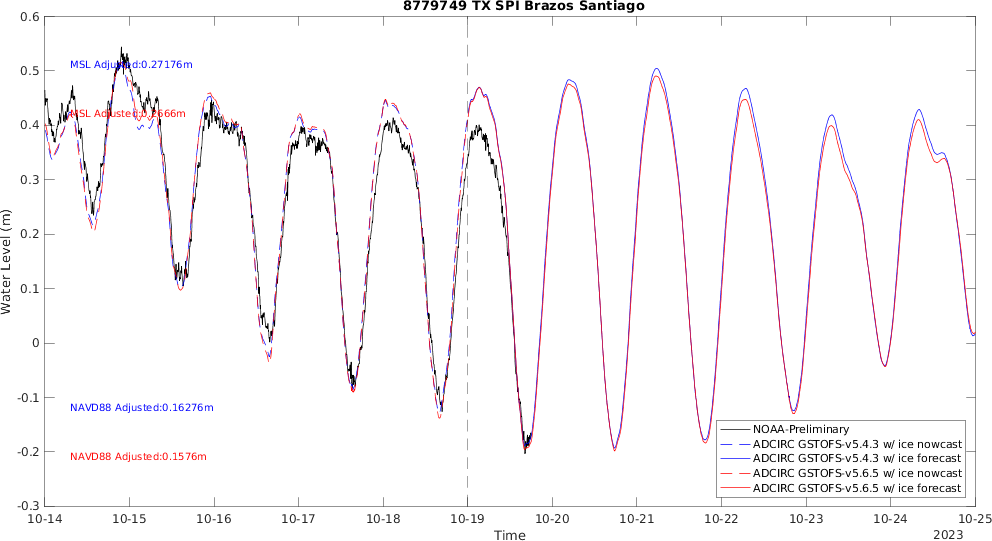 8779749 TX SPI Brazos Santiago
0.6
0.5
0.4
0.3
0.2
0.1
0
-0.1
-0.2
-0.3
Water Level (m)
MSL Adjusted:0.27176m
MSL Adjusted:0.2666m
NAVD88 Adjusted:0.16276m
NAVD88 Adjusted:0.1576m
NOAA-Preliminary
ADCIRC GSTOFS-v5.4.3 w/ ice nowcast
ADCIRC GSTOFS-v5.4.3 w/ ice forecast
ADCIRC GSTOFS-v5.6.5 w/ ice nowcast
ADCIRC GSTOFS-v5.6.5 w/ ice forecast
10-14 10-15 10-16 10-17 10-18 10-19 10-20 10-21 10-22 10-23 10-24 10-25
Time
2023